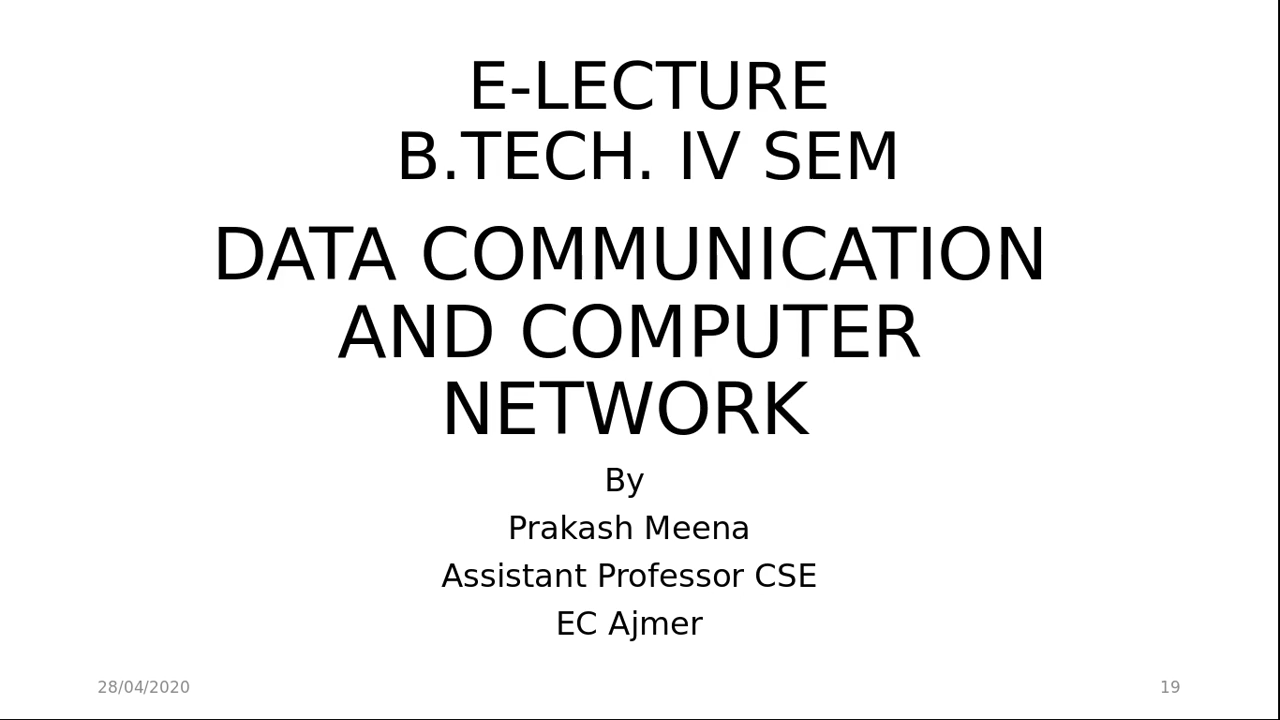 E-LECTURE
B.TECH. IV SEM
DATA COMMUNICATION
AND COMPUTER
NETWORK
By
Prakash Meena
Assistant Professor CSE
EC Ajmer
28/04/2020
19